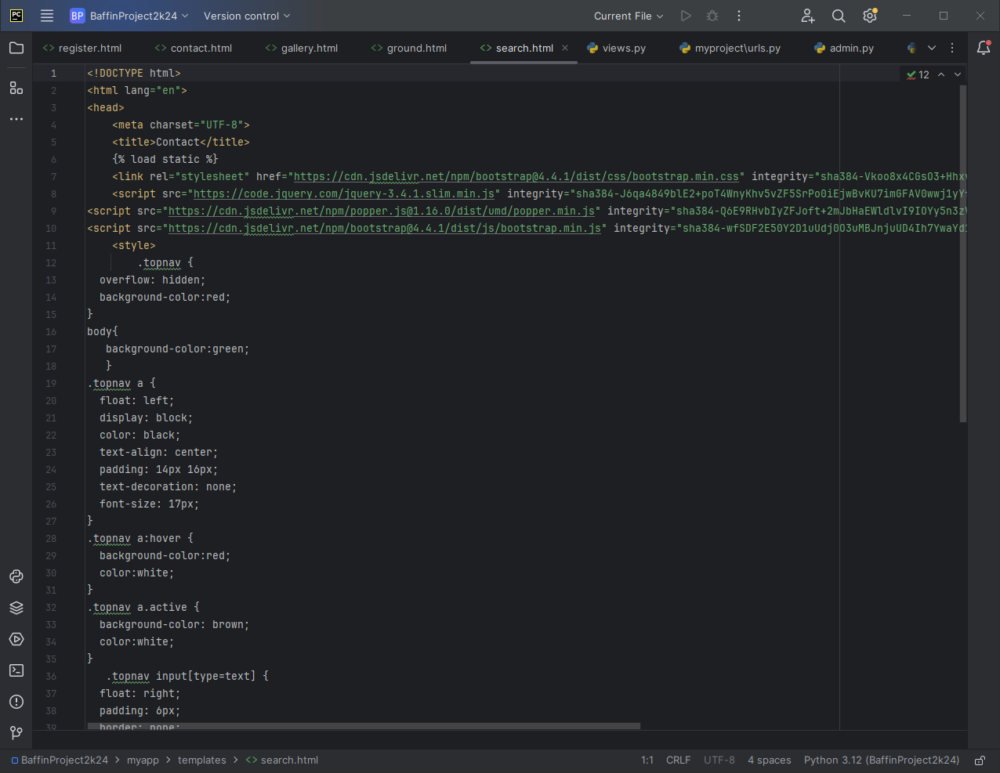 PC BP BaffinProject2k24 Version control Current File
register.html contact.html gallery.html ground.html search.html views.py myproject\urls.py admin.py
12
1 <!DOCTYPE html>
2 <html lang="en">
3 <head>
4 <meta charset="UTF-8">
5 <title>Contact</title>
6 {% load static %}
7 <link rel="stylesheet" href="https://cdn.jsdelivr.net/npm/bootstrap@4.4.1/dist/css/bootstrap.min.css" integrity="sha384-Vkoo8x4CGsO3+Hhx
8 <script src="https://code.jquery.com/jquery-3.4.1.slim.min.js" integrity="sha384-J6qa4849blE2+poT4WnyKhv5vZF5SrPo0iEjwBvKU7imGFAV0wwj1yY
9 <script src="https://cdn.jsdelivr.net/npm/popper.js@1.16.0/dist/umd/popper.min.js" integrity="sha384-Q6E9RHvbIyZFJoft+2mJbHaEWldlvI9IOYy5n3z
10 <script src="https://cdn.jsdelivr.net/npm/bootstrap@4.4.1/dist/js/bootstrap.min.js" integrity="sha384-wfSDF2E50Y2D1uUdj0O3uMBJnjuUD4Ih7YwaYd
11 <style>
12 .topnav {
13 overflow: hidden;
14 background-color:red;
15 }
16 body{
17 background-color:green;
18 }
19 .topnav a {
20 float: left;
21 display: block;
22 color: black;
23 text-align: center;
24 padding: 14px 16px;
25 text-decoration: none;
26 font-size: 17px;
27 }
28 .topnav a:hover {
29 background-color:red;
30 color:white;
31 }
32 .topnav a.active {
33 background-color: brown;
34 color:white;
35 }
36 .topnav input[type=text] {
37 float: right;
38 padding: 6px;
39 border: none;
BaffinProject2k24 myapp templates search.html 1:1 CRLF UTF-8 4 spaces Python 3.12 (BaffinProject2k24)